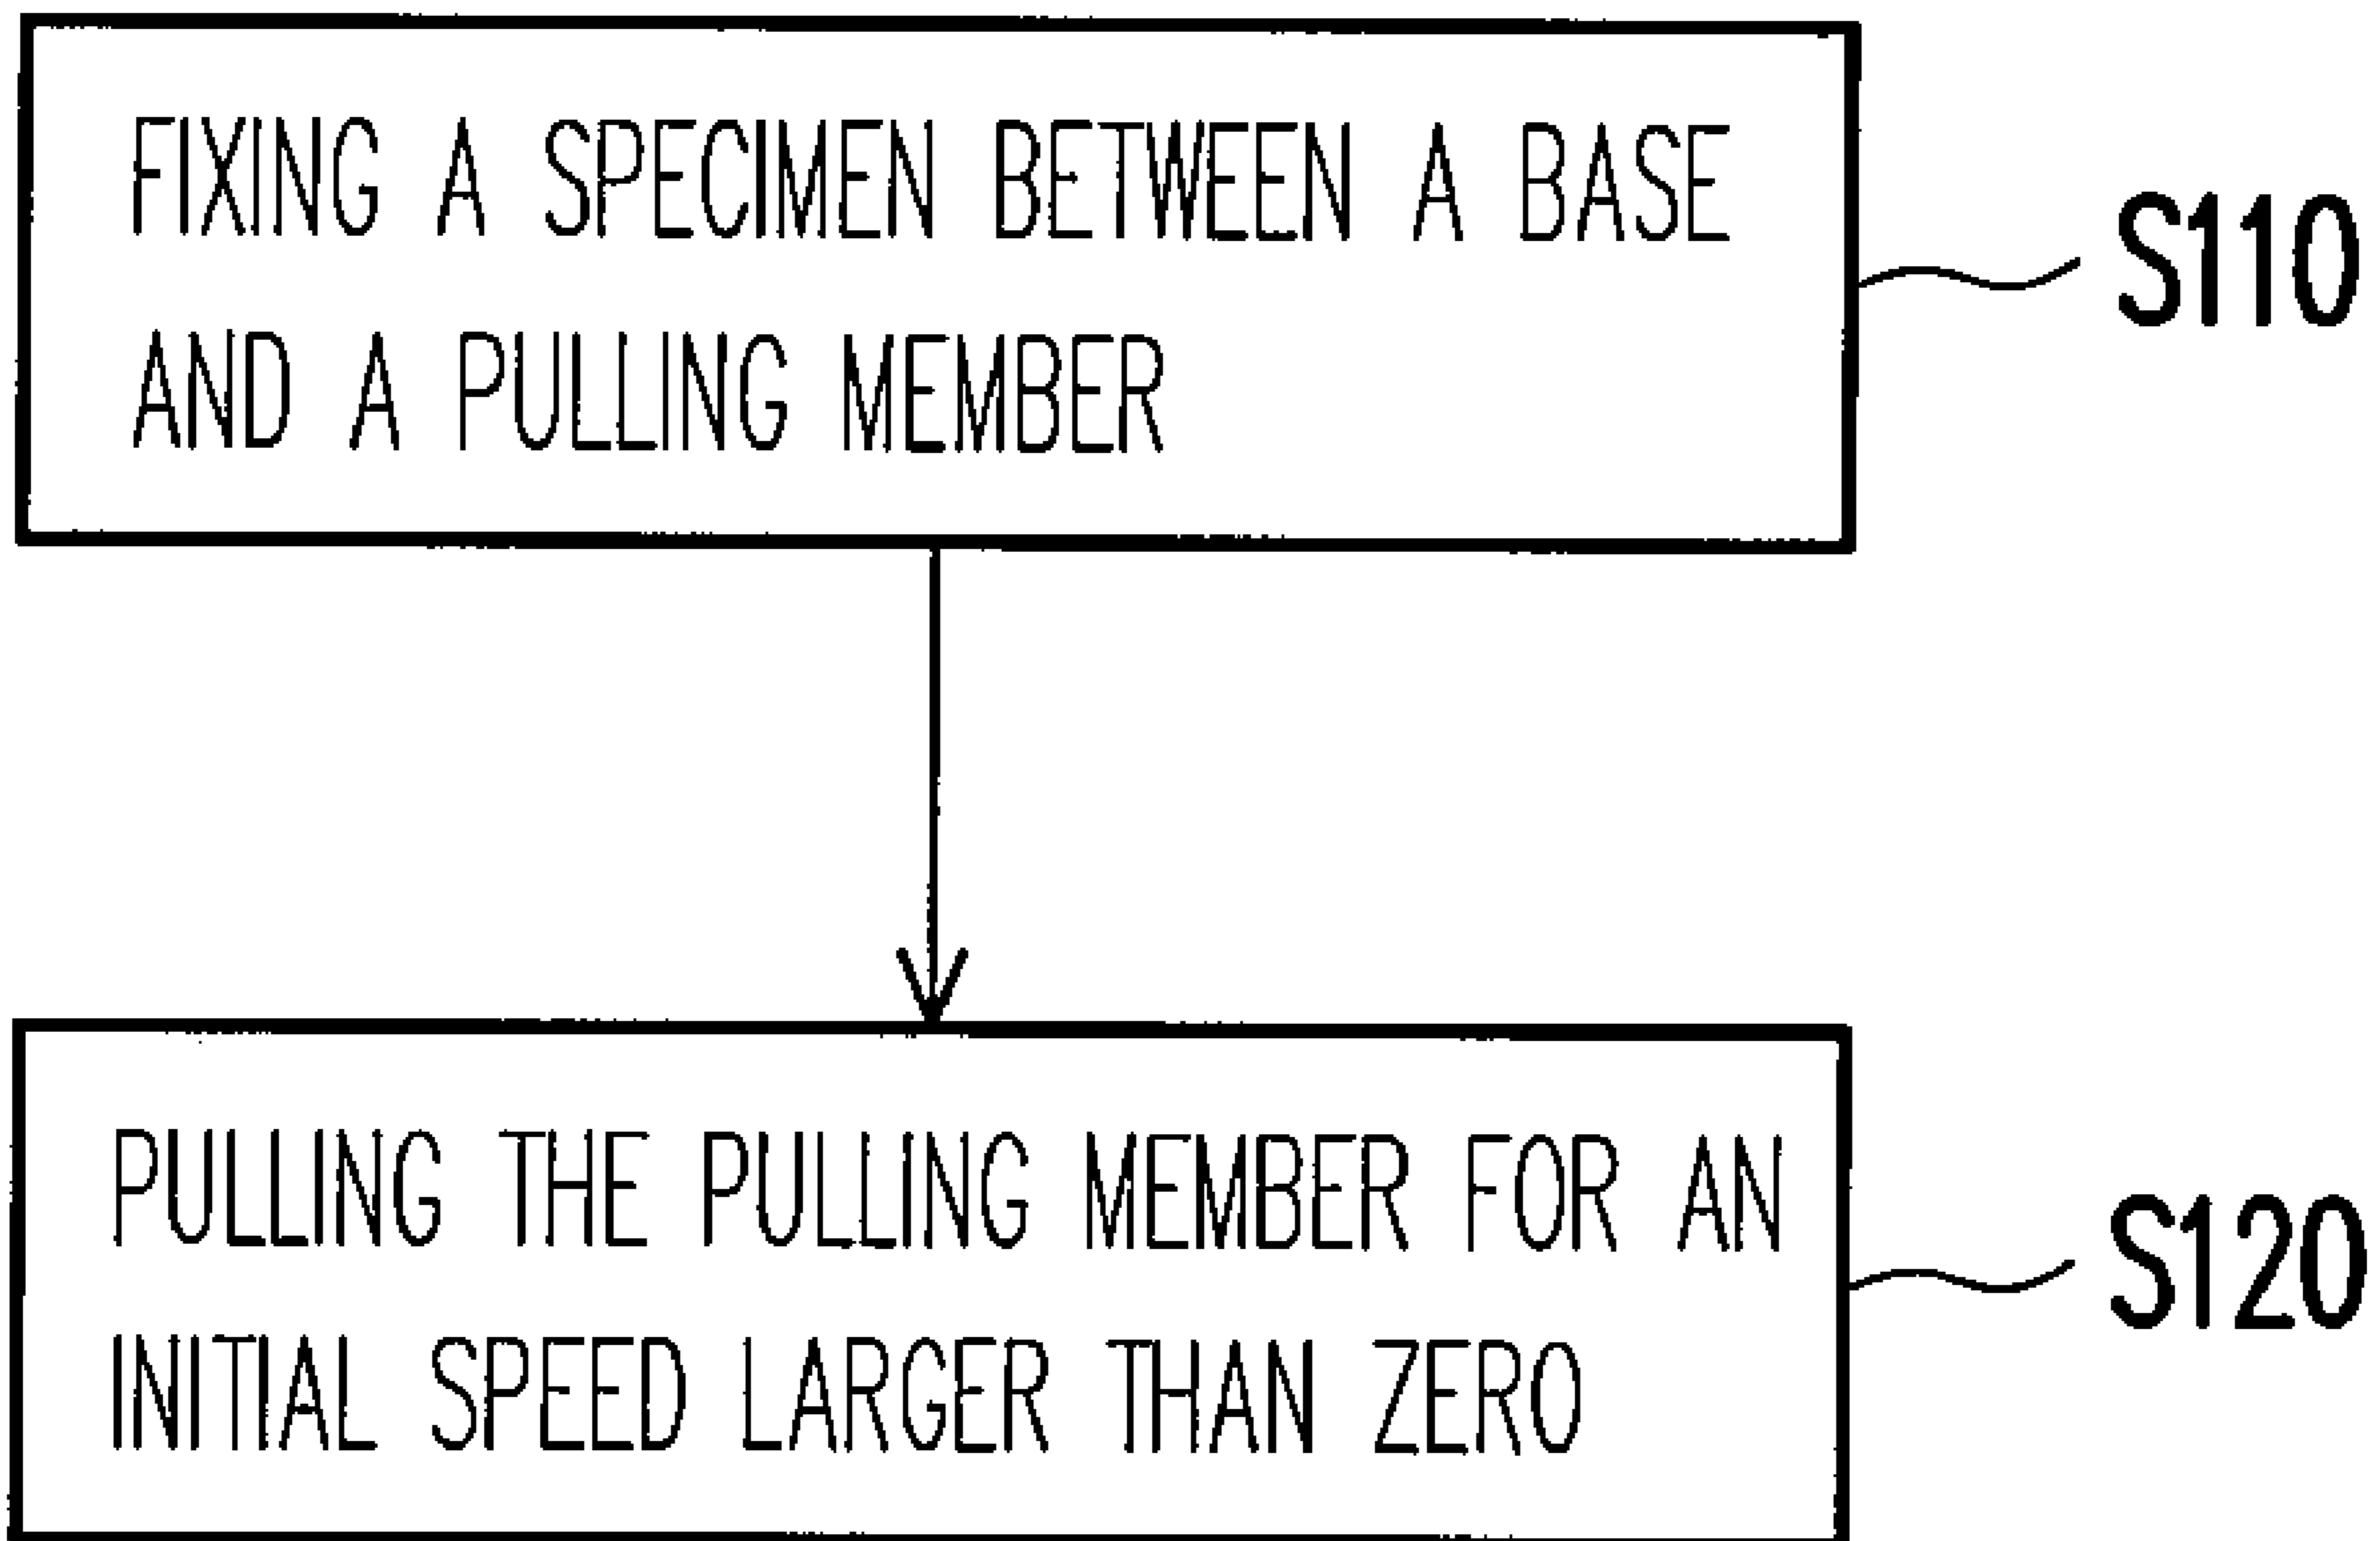 FIXING A SPECIMEN BETWEEN A BASE
AND A PULLING MEMBER
S110
PULLING THE PULLING MEMBER FOR AN
INITIAL SPEED LARGER THAN ZERO
S120